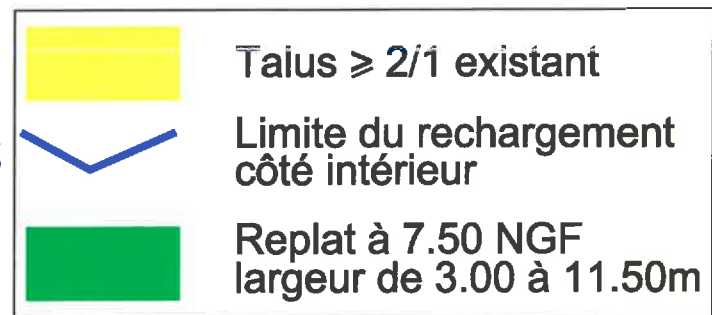 Talus ⩾ 2/1 existant
Limite du rechargement
côté intérieur
Replat à 7.50 NGF
largeur de 3.00 à 11.50m